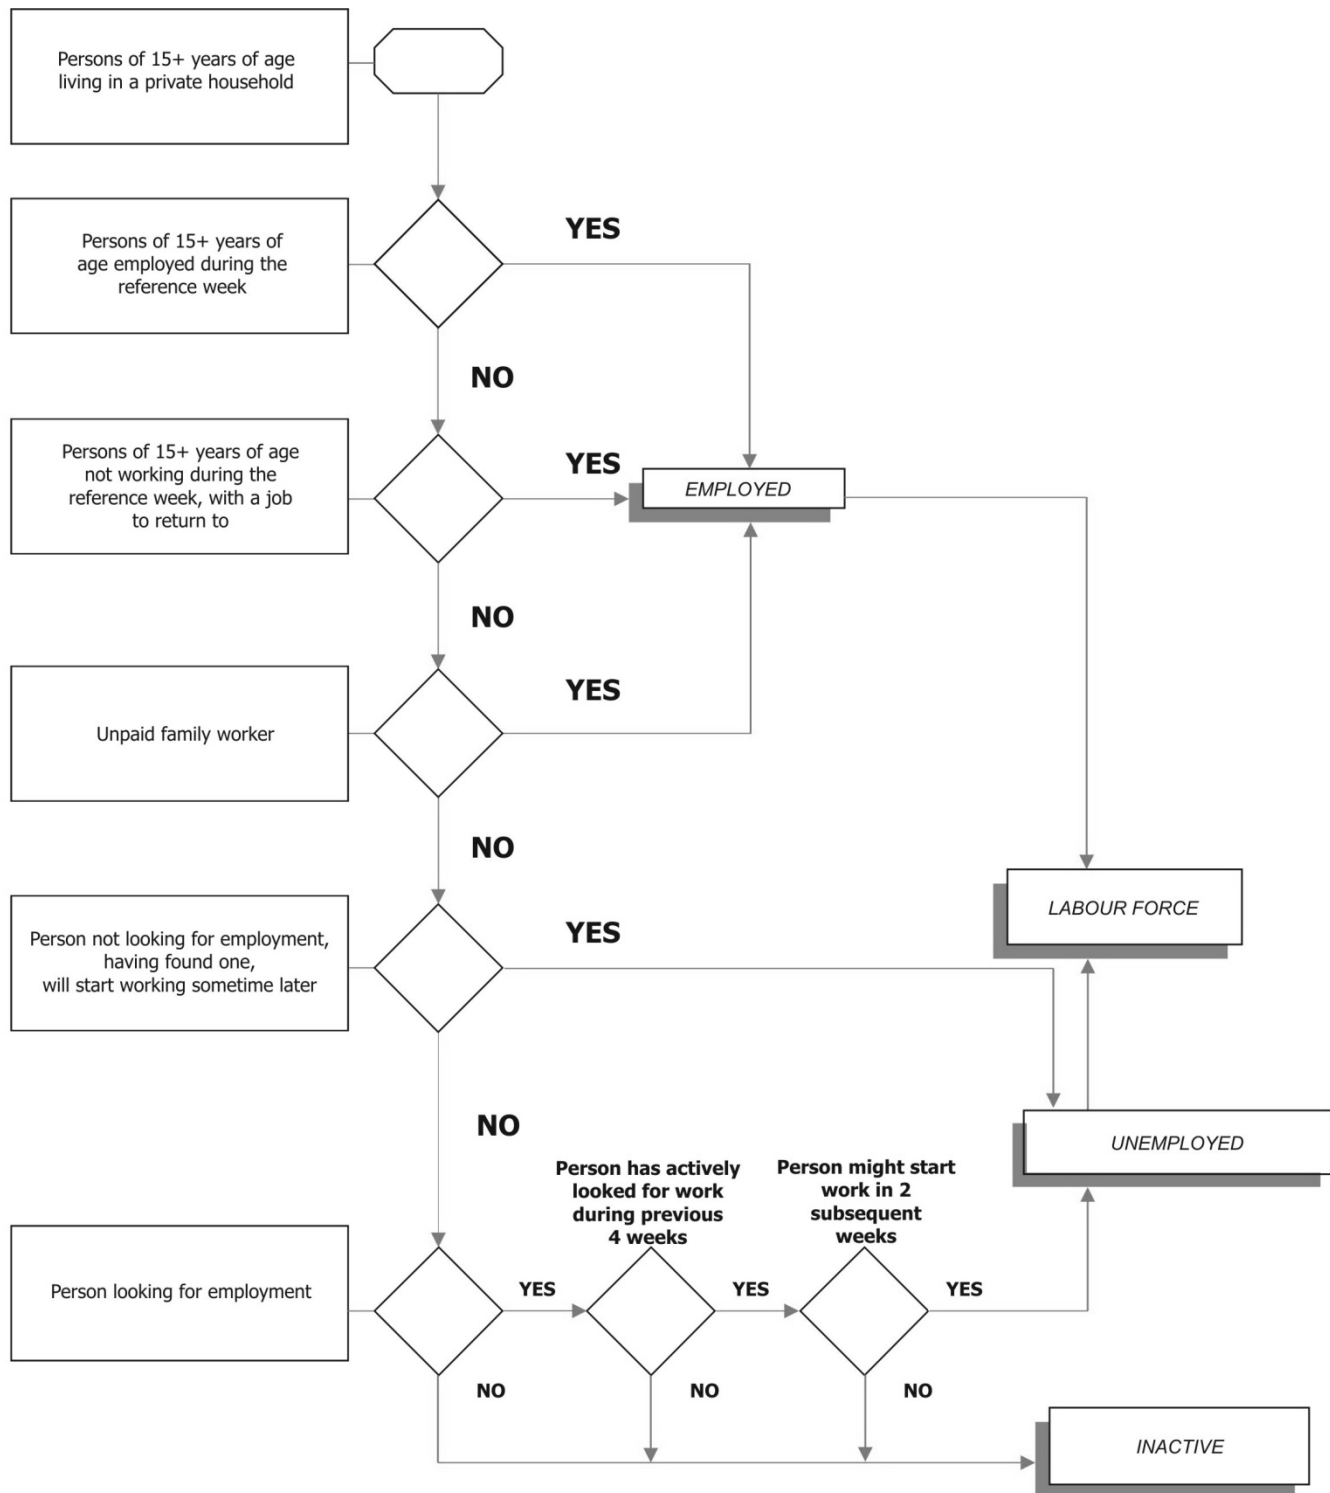 Persons of 15+ years of age
living in a private household
Persons of 15+ years of
age employed during the
reference week
YES
NO
Persons of 15+ years of age
not working during the
reference week, with a job
to return to
YES
EMPLOYED
NO
Unpaid family worker
YES
NO
LABOUR FORCE
Person not looking for employment,
having found one,
will start working sometime later
YES
NO
UNEMPLOYED
Person has actively
looked for work
during previous
4 weeks
Person might start
work in 2
subsequent
weeks
Person looking for employment
YES
YES
YES
NO
NO
NO
INACTIVE